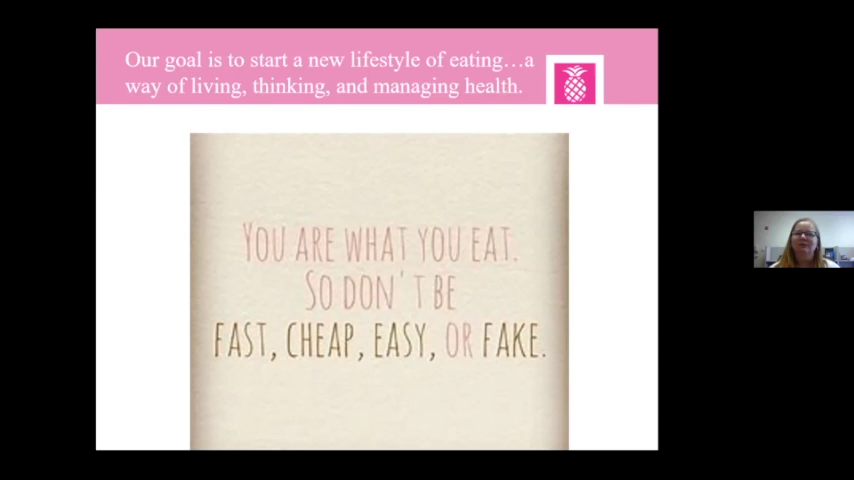 Our goal is to start a new lifestyle of eating...a
way of living, thinking, and managing health.
YOU ARE WHAT YOU EAT.
SO DON'T BE
FAST, CHEAP, EASY, OR FAKE.